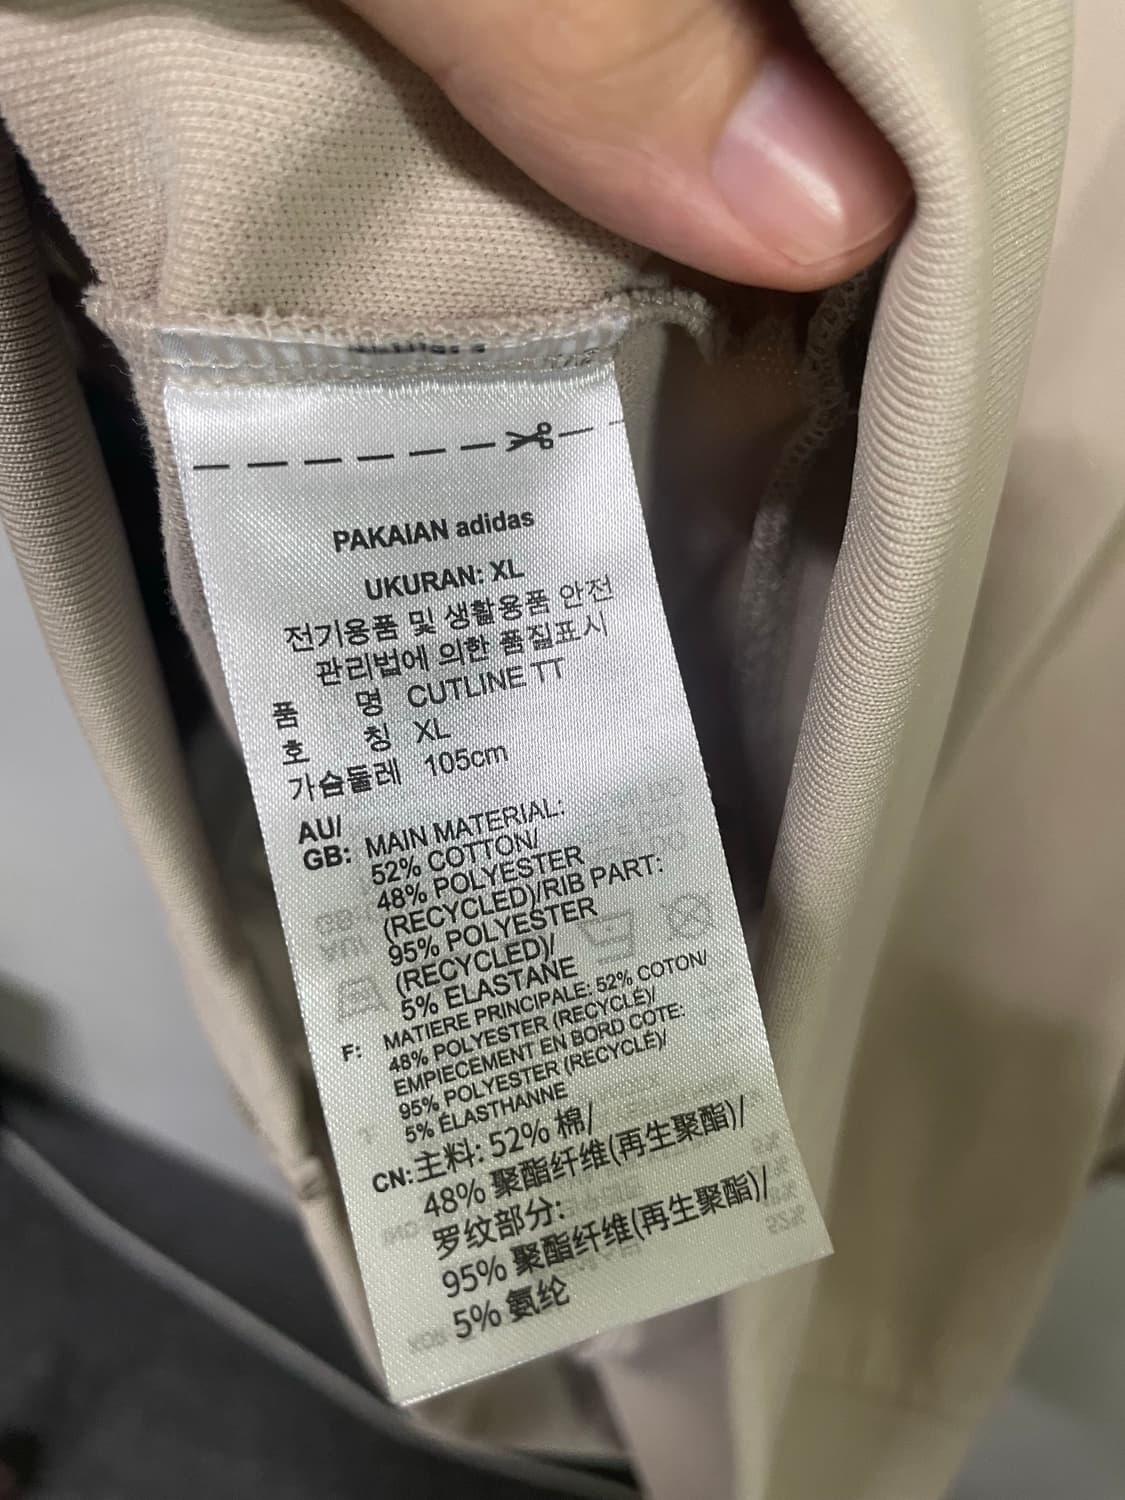 PAKAIAN adidas
UKURAN: XL
전기용품 및 생활용품 안전
관리법에 의한 품질표시
품 명 CUTLINE TT
호 칭 XL
가슴둘레 105cm
AU/
GB: MAIN MATERIAL:
52% COTTON/
48% POLYESTER
(RECYCLED)/RIB PART:
95% POLYESTER
(RECYCLED)/
5% ELASTANE
F: MATIERE PRINCIPALE: 52% COTON/
48% POLYESTER (RECYCLÉ)/
EMPIECEMENT EN BORD COTE:
95% POLYESTER (RECYCLÉ)/
5% ÉLASTHANNE
CN: 主料: 52% 棉/
48% 聚酯纤维(再生聚酯)/
罗纹部分:
95% 聚酯纤维(再生聚酯)/
5% 氨纶